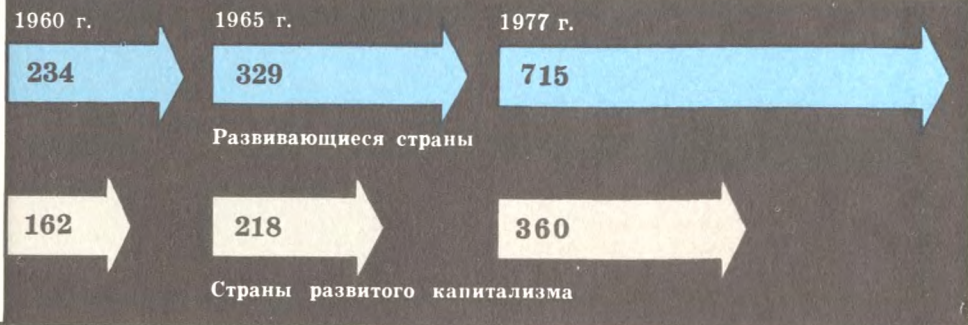 1960 г. 1965 г. 1977 г.
234 329 715
Развивающиеся страны
162 218 360
Страны развитого капитализма